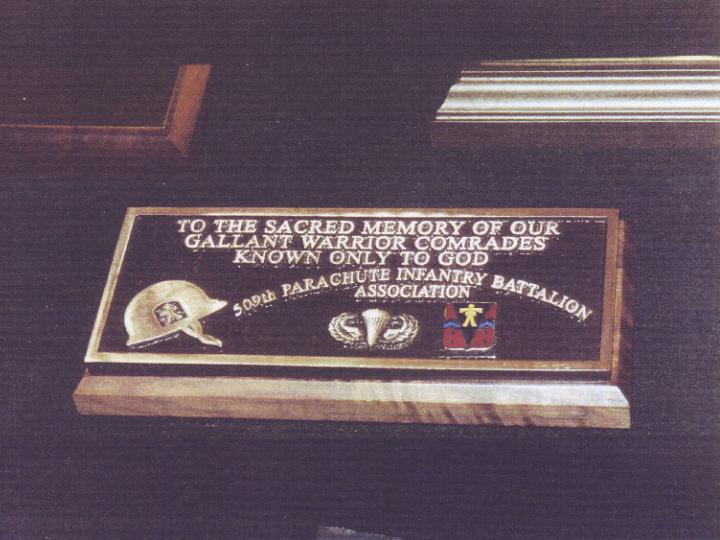 TO THE SACRED MEMORY OF OUR
GALLANT WARRIOR COMRADES
KNOWN ONLY TO GOD
509th PARACHUTE INFANTRY BATTALION
ASSOCIATION